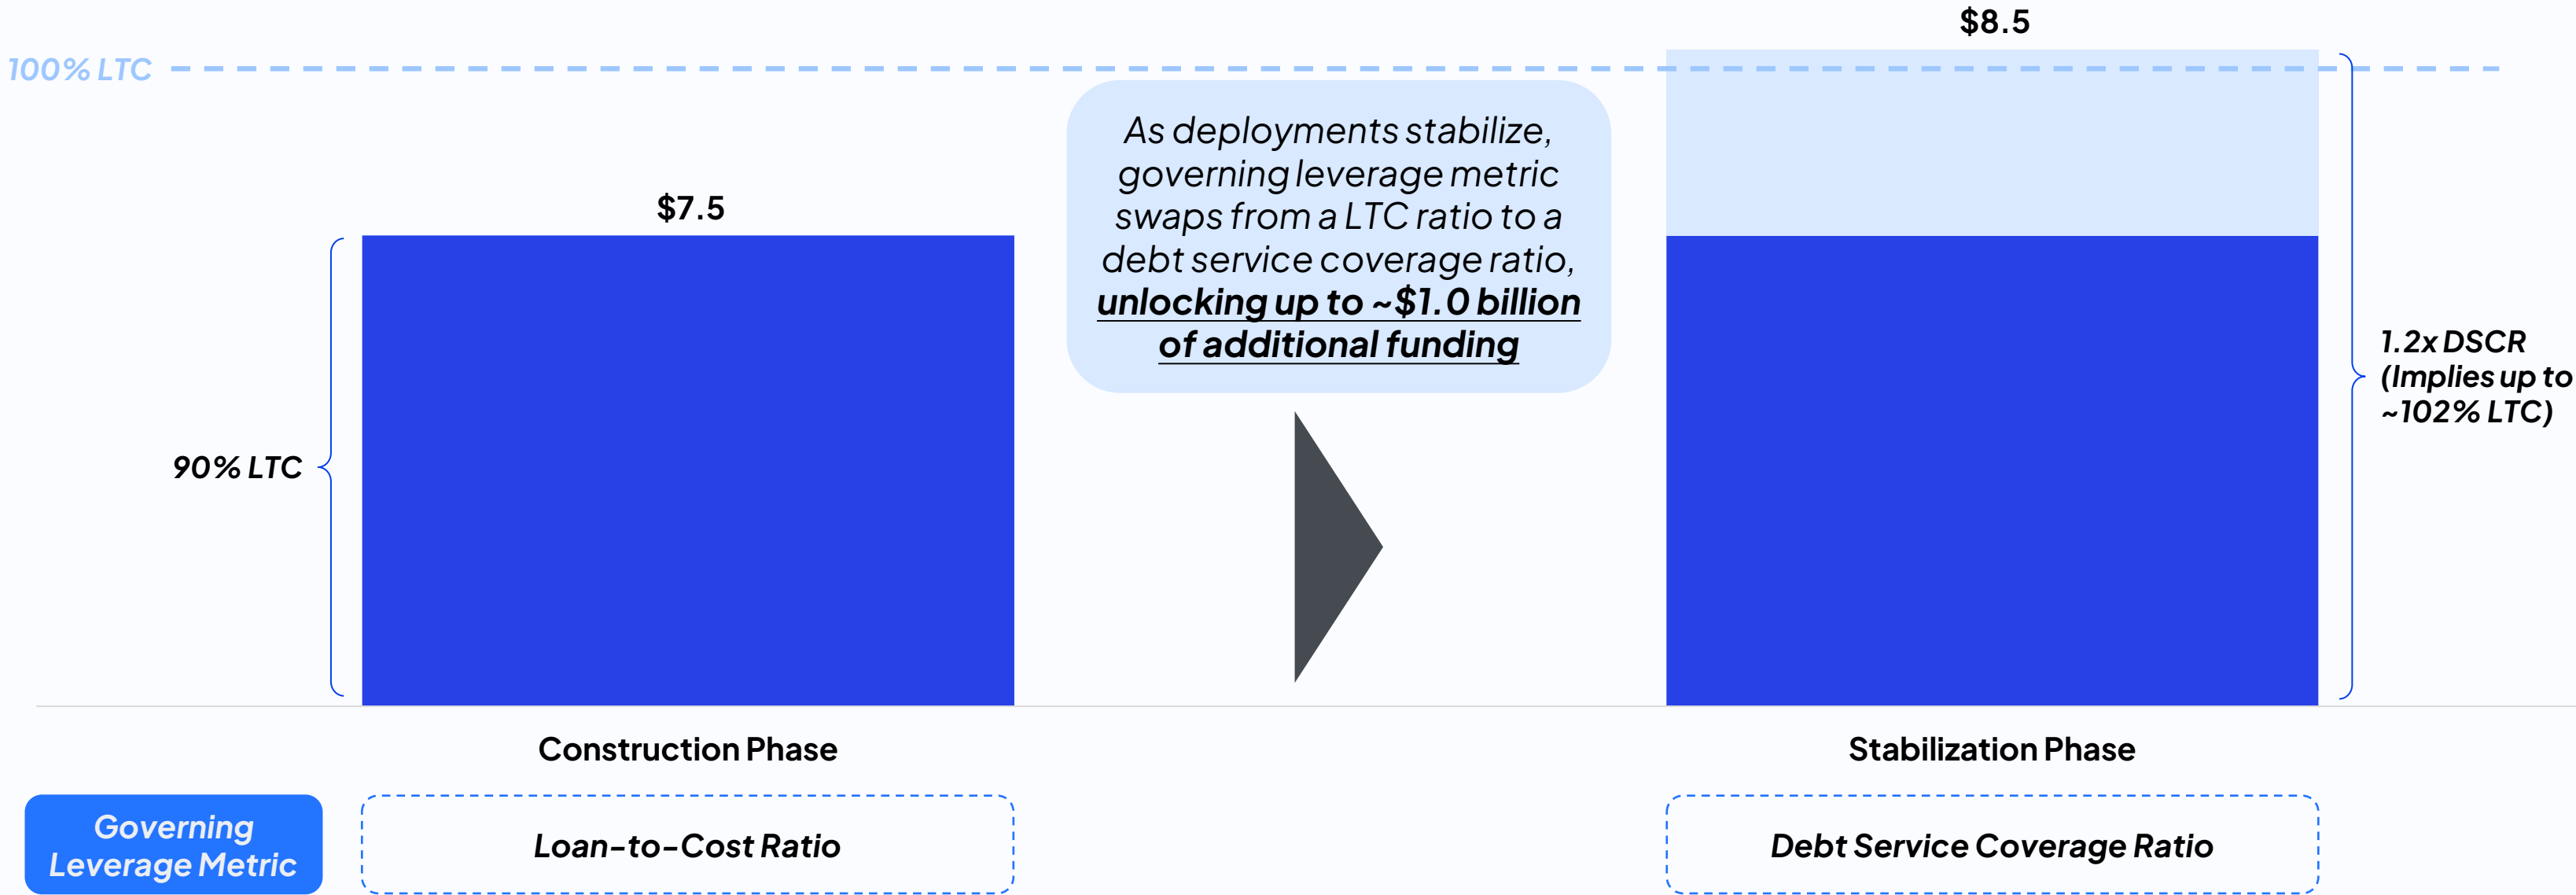 $8.5
100% LTC
$7.5
As deployments stabilize,
governing leverage metric
swaps from a LTC ratio to a
debt service coverage ratio,
unlocking up to ~$1.0 billion
of additional funding
90% LTC
1.2x DSCR
(Implies up to
~102% LTC)
Construction Phase
Stabilization Phase
Governing
Leverage Metric
Loan-to-Cost Ratio
Debt Service Coverage Ratio